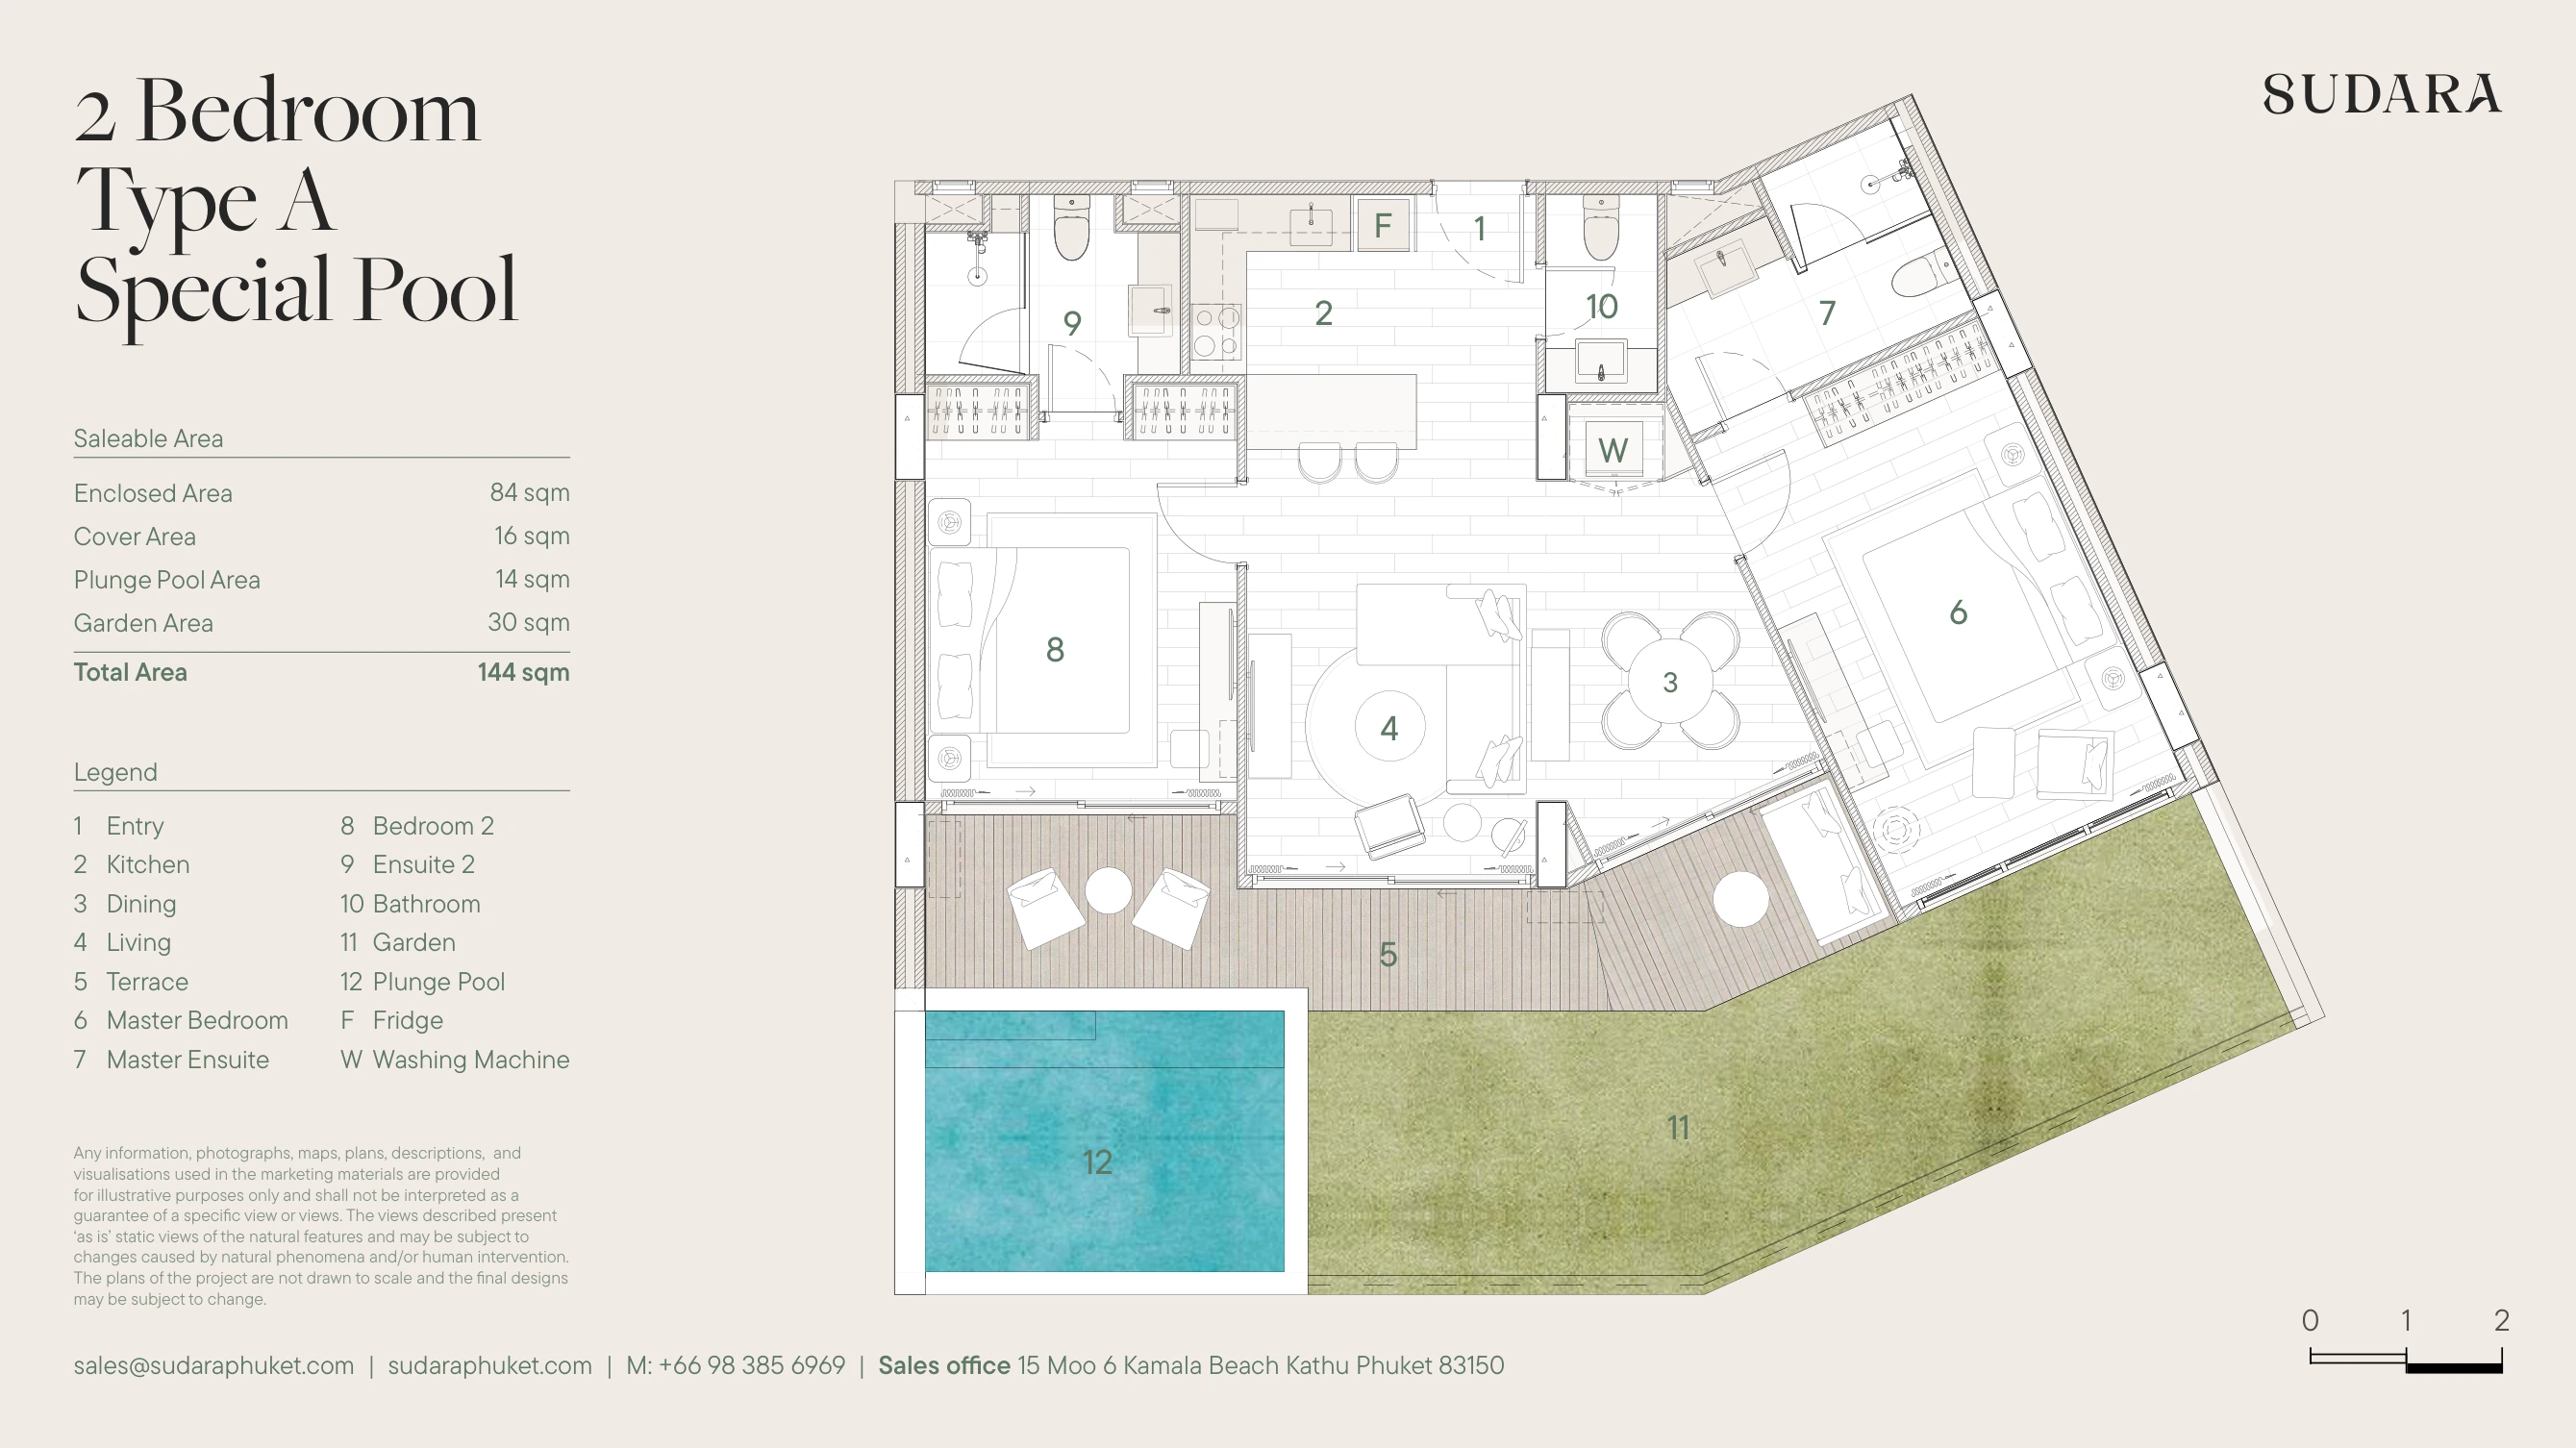 2 Bedroom
Type A
Special Pool
SUDARA
Saleable Area
Enclosed Area 84 sqm
Cover Area 16 sqm
Plunge Pool Area 14 sqm
Garden Area 30 sqm
Total Area 144 sqm
Legend
1 Entry
2 Kitchen
3 Dining
4 Living
5 Terrace
6 Master Bedroom
7 Master Ensuite
8 Bedroom 2
9 Ensuite 2
10 Bathroom
11 Garden
12 Plunge Pool
F Fridge
W Washing Machine
Any information, photographs, maps, plans, descriptions, and
visualisations used in the marketing materials are provided
for illustrative purposes only and shall not be interpreted as a
guarantee of a specific view or views. The views described present
‘as is’ static views of the natural features and may be subject to
changes caused by natural phenomena and/or human intervention.
The plans of the project are not drawn to scale and the final designs
may be subject to change.
F
1
2
9
10
7
W
6
8
3
4
5
11
12
0 1 2
sales@sudaraphuket.com | sudaraphuket.com | M: +66 98 385 6969 | Sales office 15 Moo 6 Kamala Beach Kathu Phuket 83150